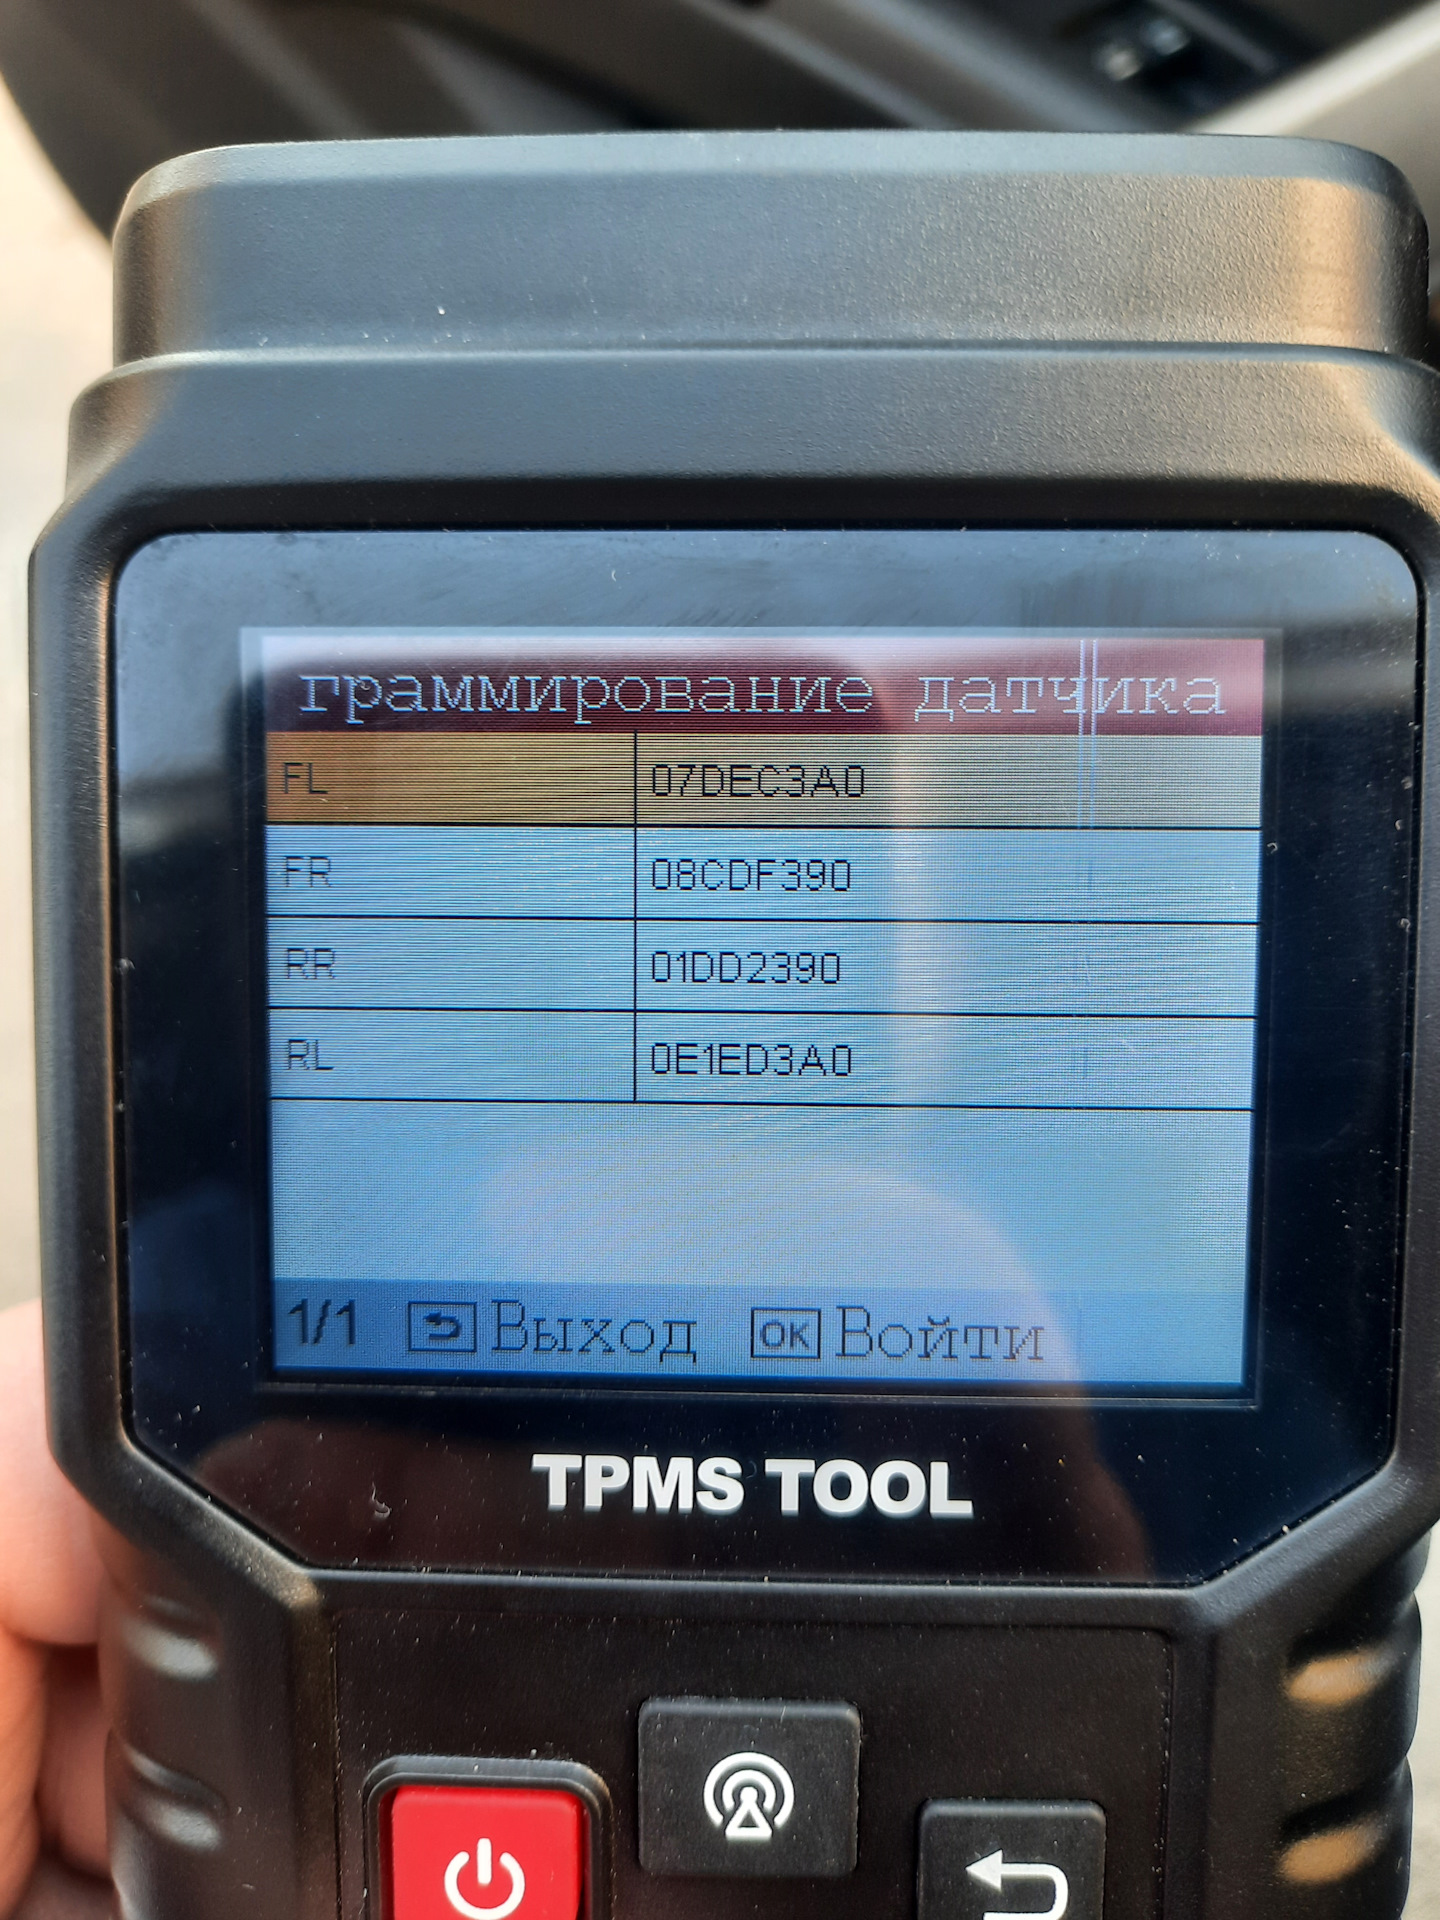 граммирование датчика
FL 07DEC3A0
FR 08CDF390
RR 01DD2390
RL 0E1ED3A0
1/1 Выход OK Войти
TPMS TOOL